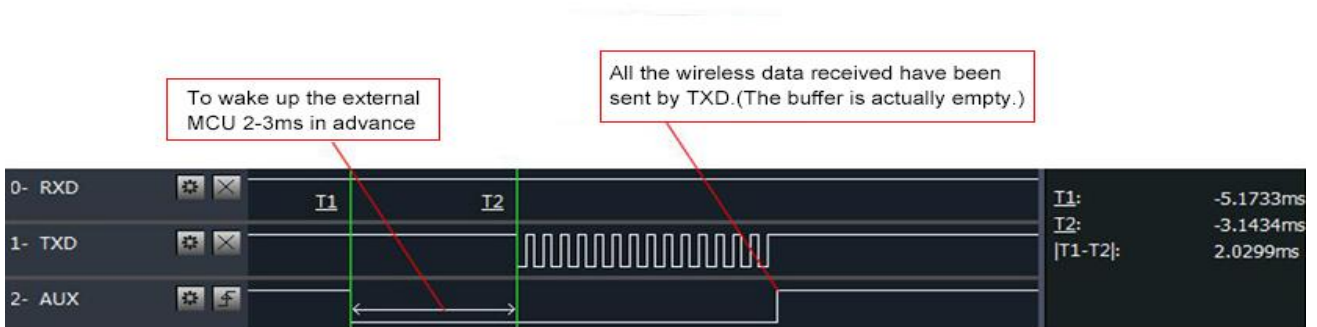 All the wireless data received have been
sent by TXD.(The buffer is actually empty.)
To wake up the external
MCU 2-3ms in advance
0- RXD
T1
T2
1- TXD
2- AUX
T1: -5.1733ms
T2: -3.1434ms
|T1-T2|: 2.0299ms